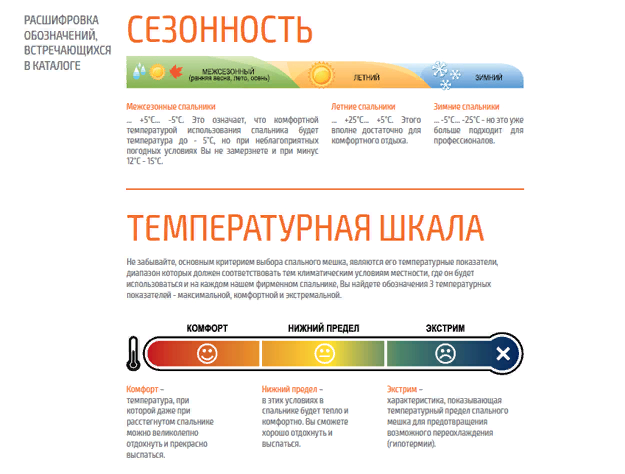 РАСШИФРОВКА
ОБОЗНАЧЕНИЙ,
ВСТРЕЧАЮЩИХСЯ
В КАТАЛОГЕ
СЕЗОННОСТЬ
МЕЖСЕЗОННЫЙ
(ранняя весна, лето, осень)
ЛЕТНИЙ
ЗИМНИЙ
Межсезонные спальники
... +5°С... -5°С. Это означает, что комфортной
температурой использования спальника будет
температура до - 5°С, но при неблагоприятных
погодных условиях Вы не замерзнете и при минус
12°С - 15°С.
Летние спальники
... +25°С... +5°С. Этого
вполне достаточно для
комфортного отдыха.
Зимние спальники
... -5°С... -25°С - но это уже
больше подходит для
профессионалов.
ТЕМПЕРАТУРНАЯ ШКАЛА
Не забывайте, основным критерием выбора спального мешка, являются его температурные показатели,
диапазон которых должен соответствовать тем климатическим условиям местности, где он будет
использоваться и на каждом нашем фирменном спальнике, Вы найдете обозначения 3 температурных
показателей - максимальной, комфортной и экстремальной.
КОМФОРТ
НИЖНИЙ ПРЕДЕЛ
ЭКСТРИМ
Комфорт –
температура, при
которой даже при
расстегнутом спальнике
можно великолепно
отдохнуть и прекрасно
выспаться.
Нижний предел –
в этих условиях в
спальнике будет тепло и
комфортно. Вы сможете
хорошо отдохнуть и
выспаться.
Экстрим –
характеристика, показывающая
температурный предел спального
мешка для предотвращения
возможного переохлаждения
(гипотермии).